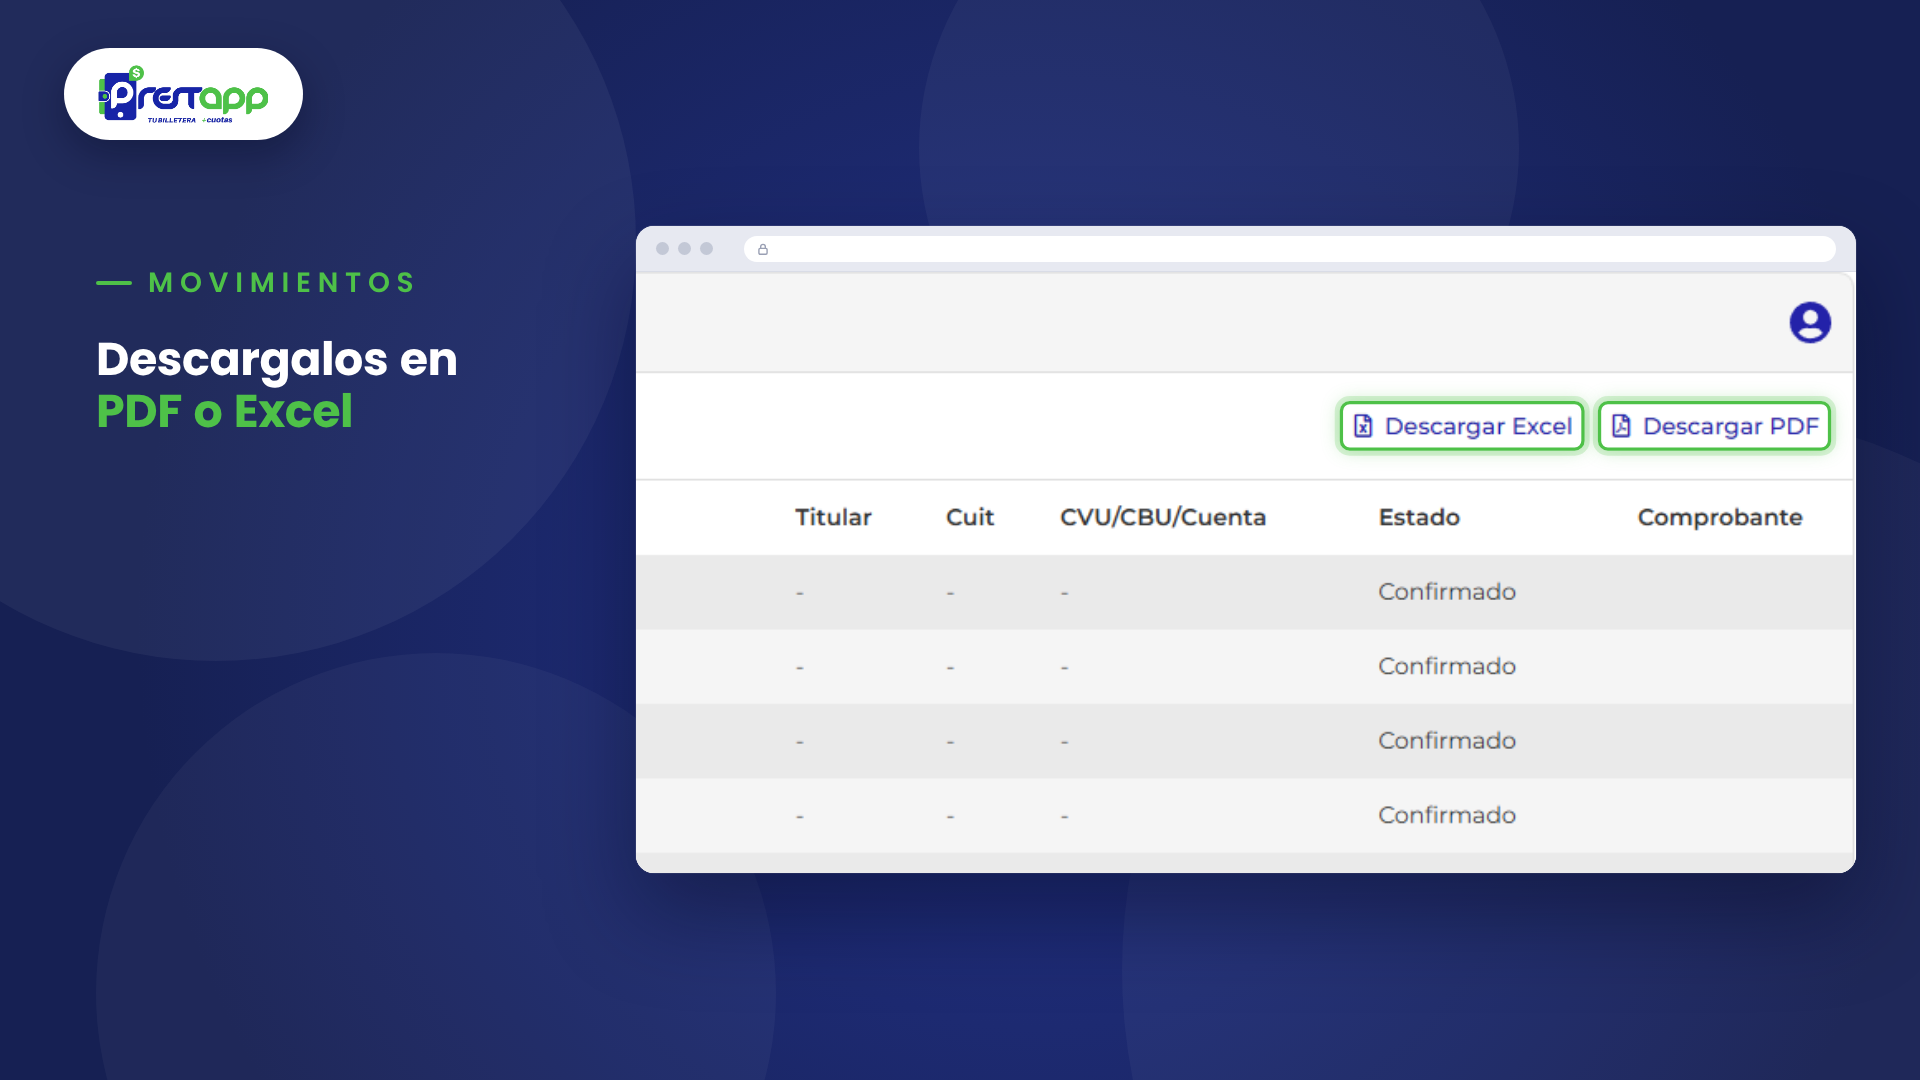 Prestapp
TU BILLETERA +cuotas
MOVIMIENTOS
Descargalos en
PDF o Excel
Descargar Excel Descargar PDF
Titular Cuit CVU/CBU/Cuenta Estado Comprobante
- - - Confirmado
- - - Confirmado
- - - Confirmado
- - - Confirmado